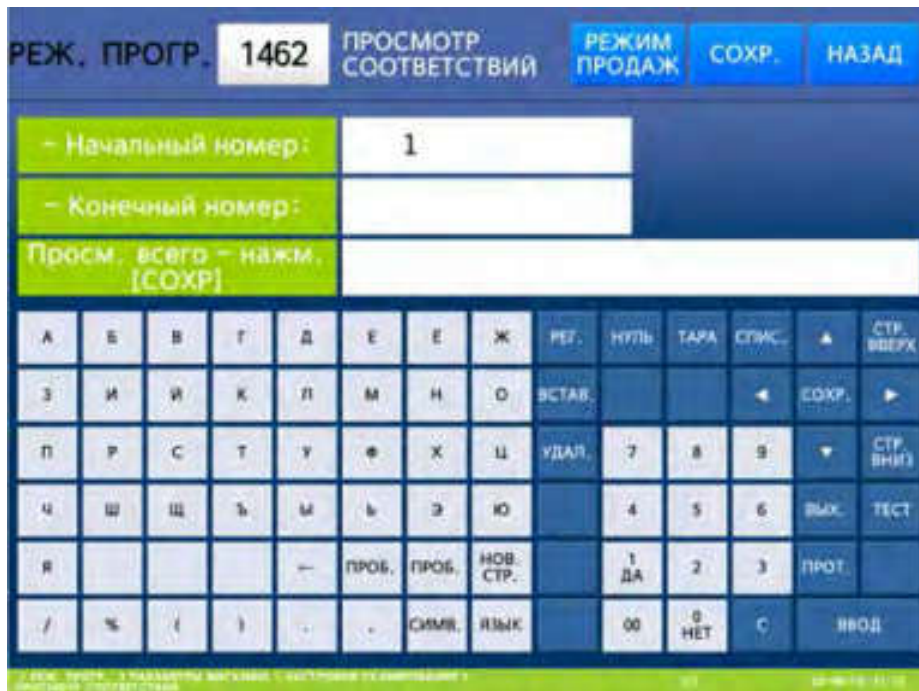 РЕЖ. ПРОГР. 1462 ПРОСМОТР СООТВЕТСТВИЙ РЕЖИМ ПРОДАЖ СОХР. НАЗАД
- Начальный номер: 1
- Конечный номер:
Просм. всего - нажм.
[СОХР]
А Б В Г Д Е Ё Ж РЕГ. НУЛЬ ТАРА СПИС. ▲ СТР. ВВЕРХ
З И Й К Л М Н О ВСТАВ. ◄ СОХР. ►
П Р С Т У Ф Х Ц УДАЛ. 7 8 9 ▼ СТР. ВНИЗ
Ч Ш Щ Ъ Ы Ь Э Ю 4 5 6 ВЫХ. ТЕСТ
Я ← ПРОБ. ПРОБ. НОВ. СТР. 1 ДА 2 3 ПРОТ.
/ % ( ) СИМВ. ЯЗЫК 00 0 НЕТ С ВВОД